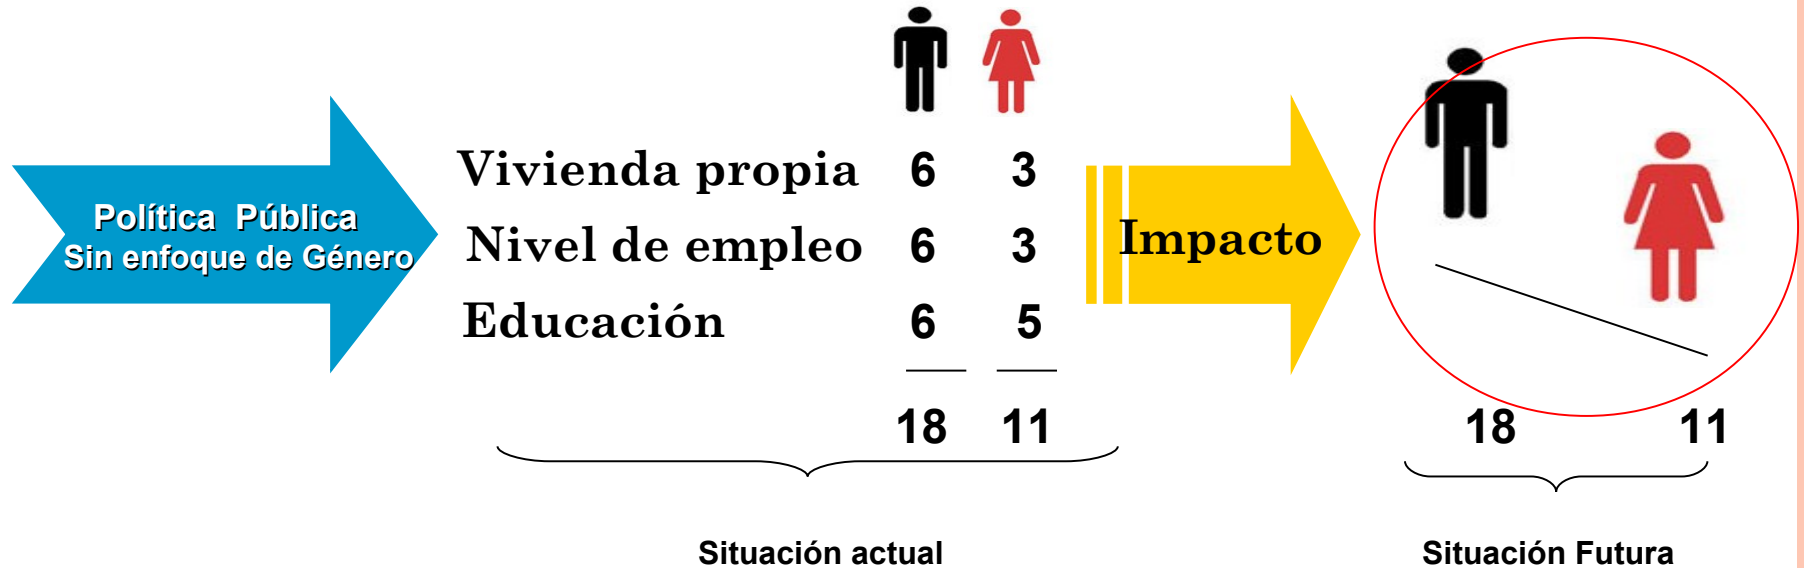 Política Pública
Sin enfoque de Género
Vivienda propia 6 3
Nivel de empleo 6 3
Educación 6 5
18 11
Situación actual
Impacto
18 11
Situación Futura